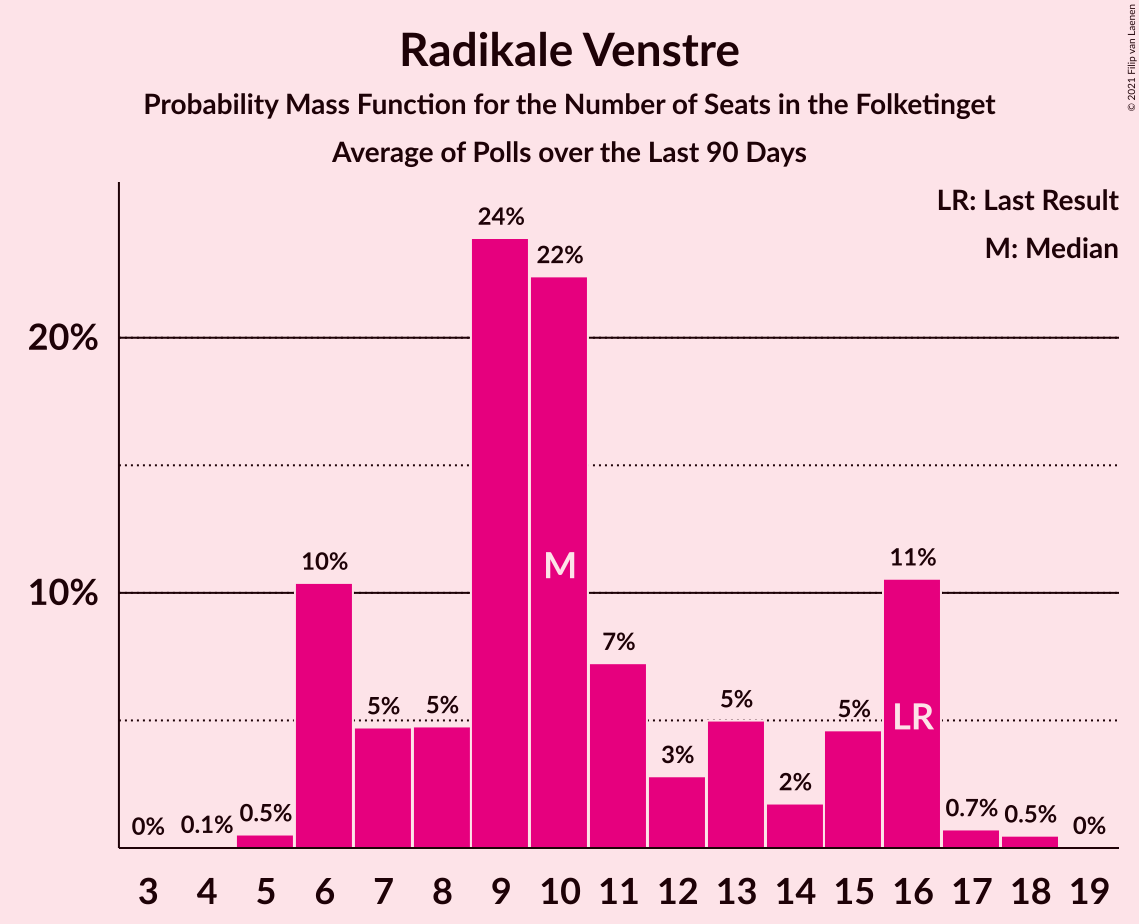 Radikale Venstre
Probability Mass Function for the Number of Seats in the Folketinget
Average of Polls over the Last 90 Days
© 2021 Filip van Laenen
LR: Last Result
M: Median
20%
10%
0%
0.1%
0.5%
10%
5%
5%
24%
22%
7%
3%
5%
2%
5%
11%
0.7%
0.5%
0%
M
LR
3 4 5 6 7 8 9 10 11 12 13 14 15 16 17 18 19